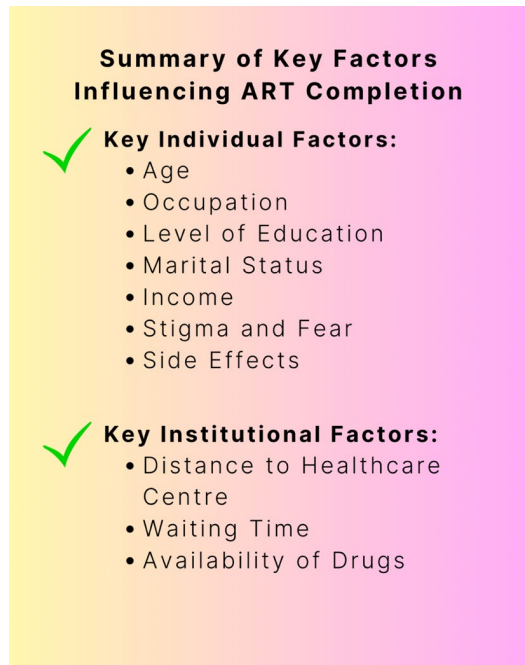 Summary of Key Factors
Influencing ART Completion
Key Individual Factors:
• Age
• Occupation
• Level of Education
• Marital Status
• Income
• Stigma and Fear
• Side Effects
Key Institutional Factors:
• Distance to Healthcare
Centre
• Waiting Time
• Availability of Drugs